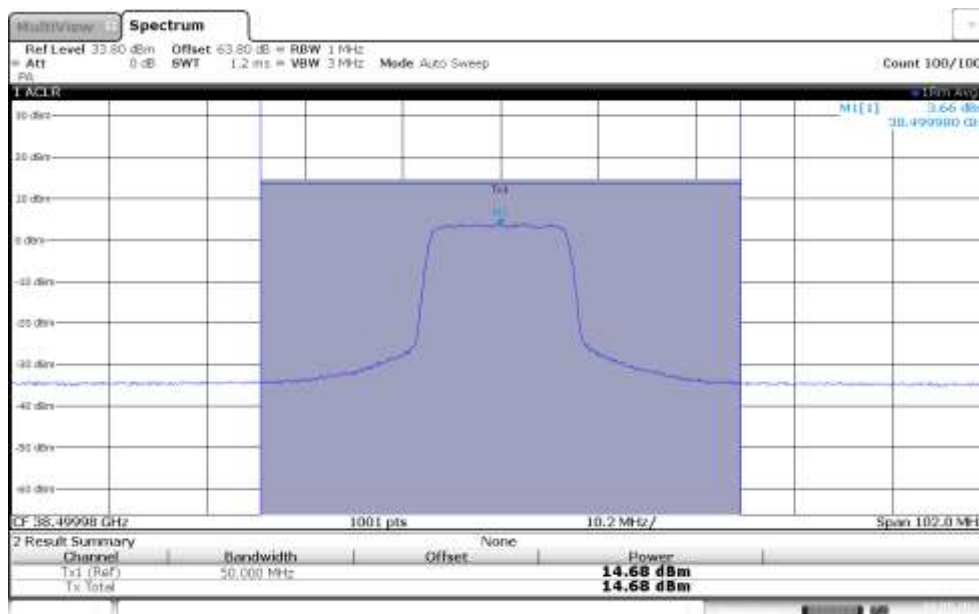 MultiView Spectrum
Ref Level 33.80 dBm Offset 63.80 dB RBW 1 MHz
Att 0 dB SWT 1.2 ms VBW 3 MHz Mode Auto Sweep Count 100/100
PA
1 ACLR 1Rm Avg
M1[1] 3.66 dB
38.499980 G
30 dBm
20 dBm
Tx1
10 dBm
M1
0 dBm
-10 dBm
-20 dBm
-30 dBm
-40 dBm
-50 dBm
-60 dBm
CF 38.49998 GHz 1001 pts 10.2 MHz/ Span 102.0 MH
2 Result Summary None
Channel Bandwidth Offset Power
Tx1 (Ref) 50.000 MHz 14.68 dBm
Tx Total 14.68 dBm